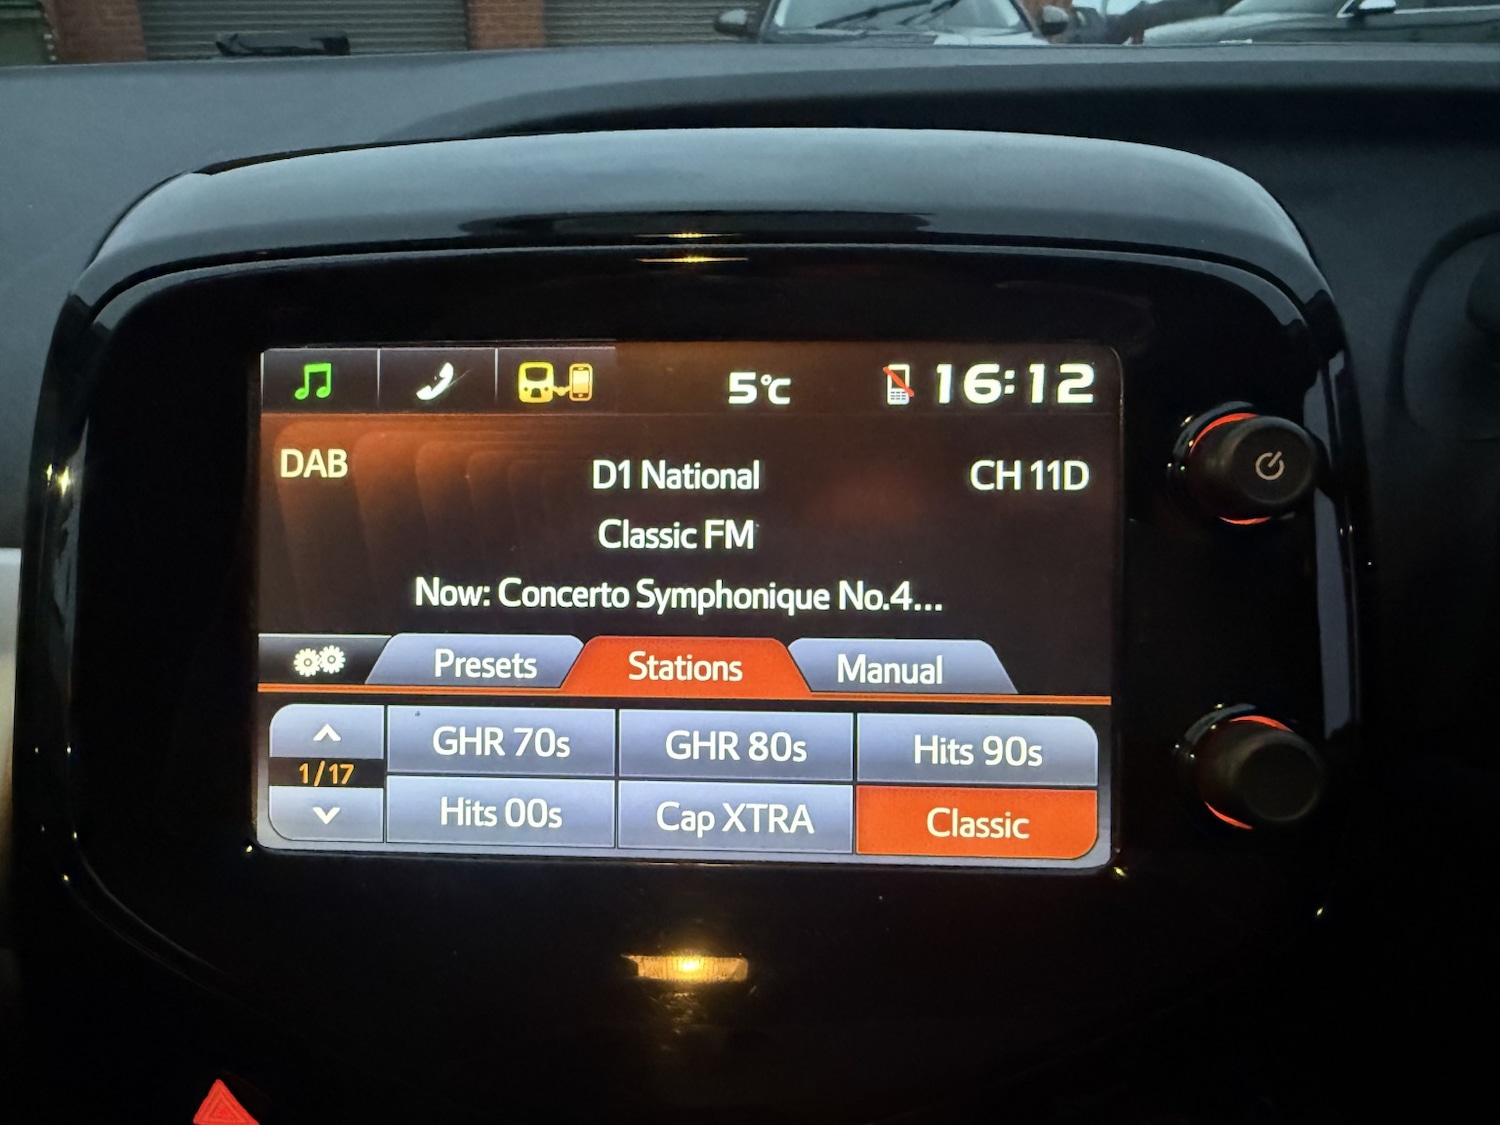 5°C 16:12
DAB D1 National CH 11D
Classic FM
Now: Concerto Symphonique No.4...
Presets Stations Manual
GHR 70s GHR 80s Hits 90s
1/17
Hits 00s Cap XTRA Classic